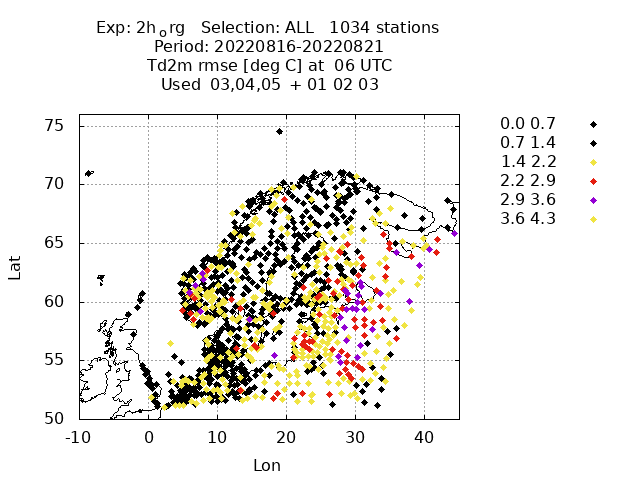 Exp: 2h_org   Selection: ALL   1034 stations
Period: 20220816-20220821
Td2m rmse [deg C] at  06 UTC
Used  03,04,05  + 01 02 03
75
70
65
60
55
50
-10 0 10 20 30 40
Lat
Lon
0.0 0.7
0.7 1.4
1.4 2.2
2.2 2.9
2.9 3.6
3.6 4.3